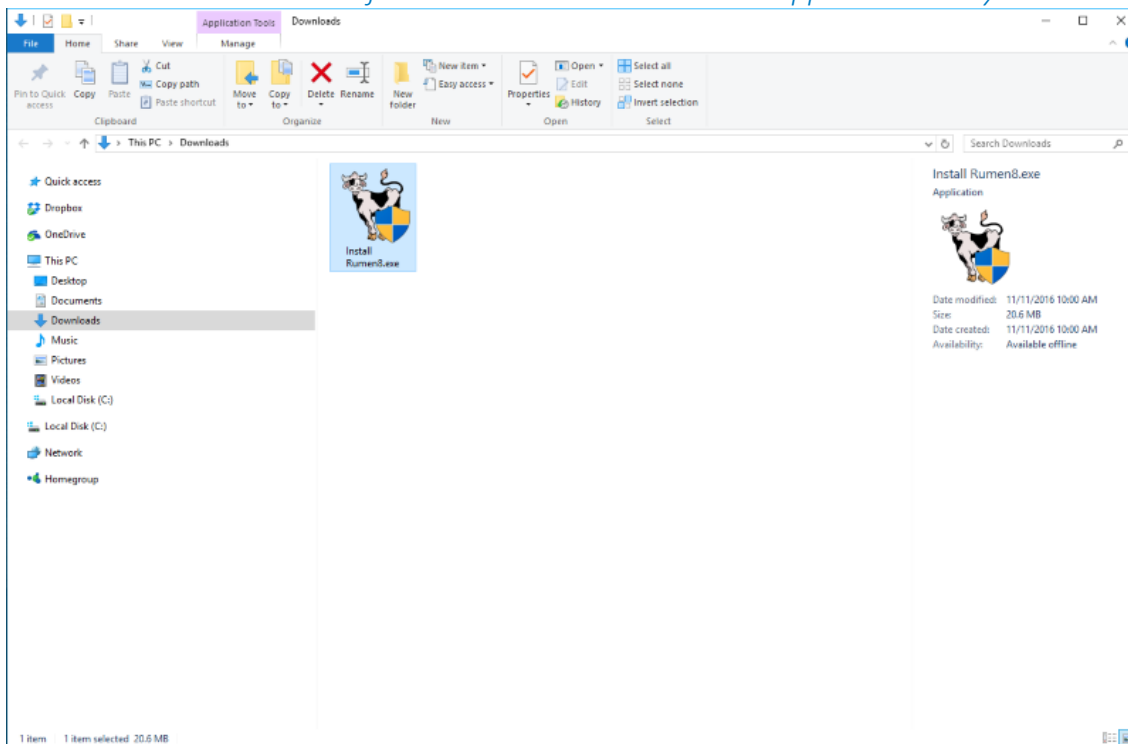 Application Tools Downloads
File Home Share View Manage
Pin to Quick access
Copy
Paste
Cut
Copy path
Paste shortcut
Clipboard
Move to
Copy to
Delete
Rename
Organize
New folder
New item
Easy access
New
Properties
Open
Edit
History
Open
Select all
Select none
Invert selection
Select
This PC > Downloads
Search Downloads
Quick access
Dropbox
OneDrive
This PC
Desktop
Documents
Downloads
Music
Pictures
Videos
Local Disk (C:)
Local Disk (C:)
Network
Homegroup
Install
Rumen8.exe
Install Rumen8.exe
Application
Date modified: 11/11/2016 10:00 AM
Size: 20.6 MB
Date created: 11/11/2016 10:00 AM
Availability: Available offline
1 item 1 item selected 20.6 MB